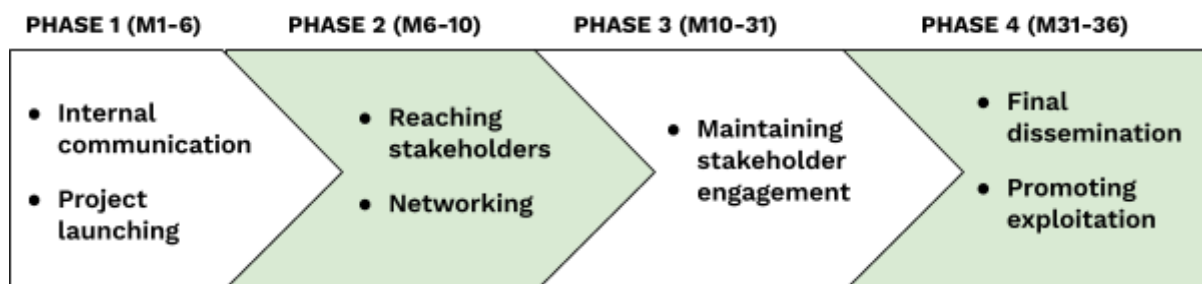 PHASE 1 (M1-6)
PHASE 2 (M6-10)
PHASE 3 (M10-31)
PHASE 4 (M31-36)
● Internal
communication
● Project
launching
● Reaching
stakeholders
● Networking
● Maintaining
stakeholder
engagement
● Final
dissemination
● Promoting
exploitation